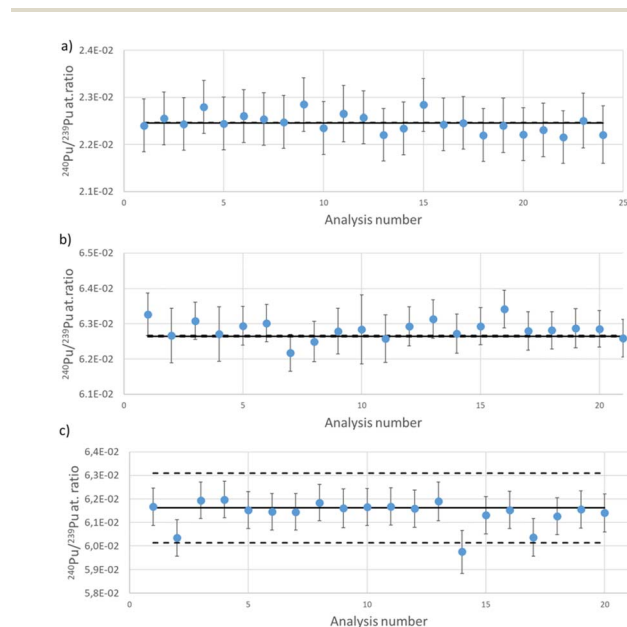 a)
2.4E-02
2.3E-02
2.2E-02
2.1E-02
²⁴⁰Pu/²³⁹Pu at. ratio
0 5 10 15 20 25
Analysis number
b)
6.5E-02
6.4E-02
6.3E-02
6.2E-02
6.1E-02
²⁴⁰Pu/²³⁹Pu at. ratio
0 5 10 15 20
Analysis number
c)
6,4E-02
6,3E-02
6,2E-02
6,1E-02
6,0E-02
5,9E-02
5,8E-02
²⁴⁰Pu/²³⁹Pu at. ratio
0 5 10 15 20
Analysis number